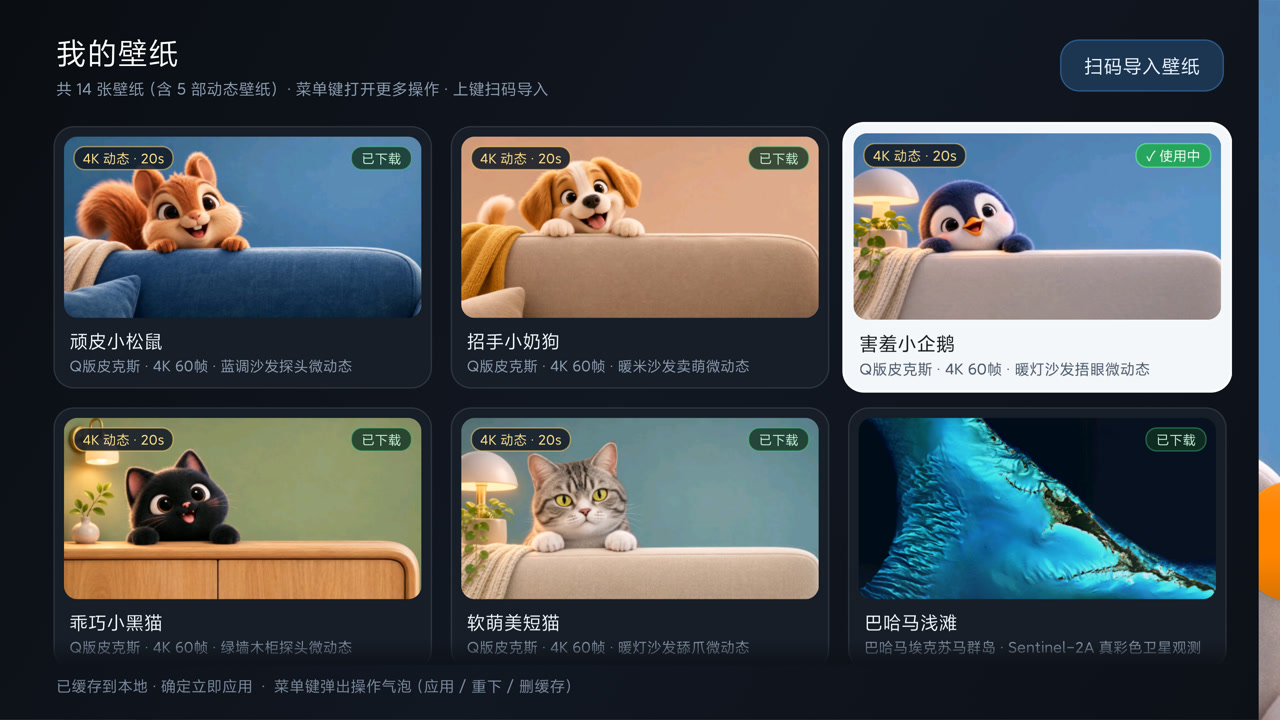 我的壁纸
共 14 张壁纸（含 5 部动态壁纸）· 菜单键打开更多操作 · 上键扫码导入
扫码导入壁纸
4K 动态 · 20s
已下载
顽皮小松鼠
Q版皮克斯 · 4K 60帧 · 蓝调沙发探头微动态
4K 动态 · 20s
已下载
招手小奶狗
Q版皮克斯 · 4K 60帧 · 暖米沙发卖萌微动态
4K 动态 · 20s
✓ 使用中
害羞小企鹅
Q版皮克斯 · 4K 60帧 · 暖灯沙发捂眼微动态
4K 动态 · 20s
已下载
乖巧小黑猫
Q版皮克斯 · 4K 60帧 · 绿墙木柜探头微动态
4K 动态 · 20s
已下载
软萌美短猫
Q版皮克斯 · 4K 60帧 · 暖灯沙发舔爪微动态
已下载
巴哈马浅滩
巴哈马埃克苏马群岛 · Sentinel-2A 真彩色卫星观测
已缓存到本地 · 确定立即应用 · 菜单键弹出操作气泡（应用 / 重下 / 删缓存）